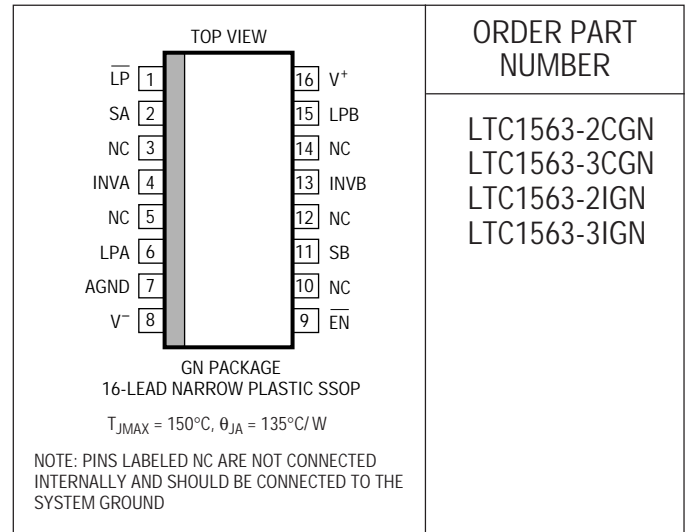 TOP VIEW
L̅P̅ 1
SA 2
NC 3
INVA 4
NC 5
LPA 6
AGND 7
V⁻ 8
16 V⁺
15 LPB
14 NC
13 INVB
12 NC
11 SB
10 NC
9 E̅N̅
GN PACKAGE
16-LEAD NARROW PLASTIC SSOP
TJMAX = 150°C, θJA = 135°C/W
NOTE: PINS LABELED NC ARE NOT CONNECTED
INTERNALLY AND SHOULD BE CONNECTED TO THE
SYSTEM GROUND
ORDER PART
NUMBER
LTC1563-2CGN
LTC1563-3CGN
LTC1563-2IGN
LTC1563-3IGN